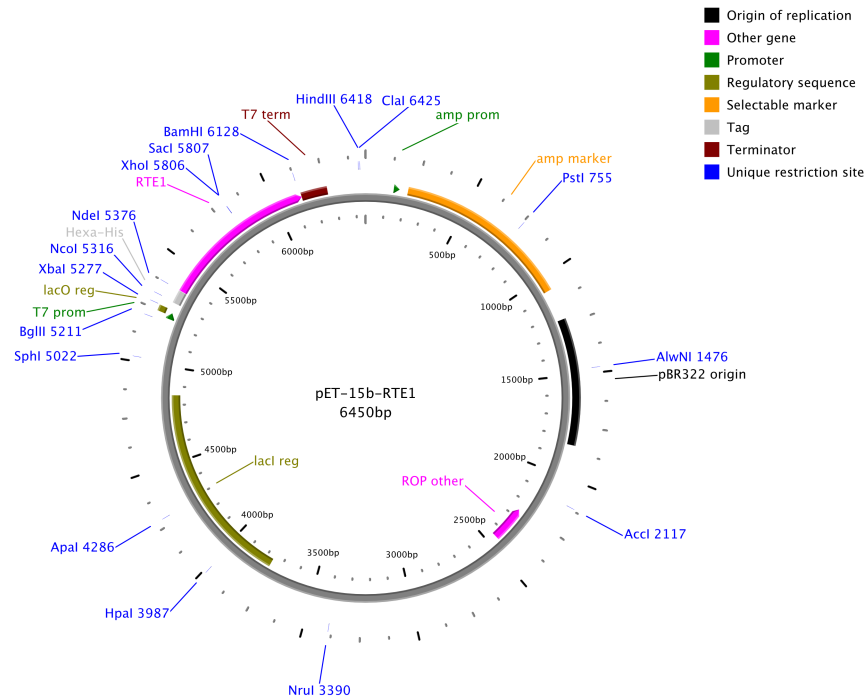 Origin of replication
Other gene
Promoter
Regulatory sequence
Selectable marker
Tag
Terminator
Unique restriction site
HindIII 6418
ClaI 6425
T7 term
amp prom
BamHI 6128
SacI 5807
XhoI 5806
RTE1
amp marker
PstI 755
NdeI 5376
Hexa-His
NcoI 5316
XbaI 5277
lacO reg
T7 prom
BglII 5211
SphI 5022
6000bp
500bp
5500bp
1000bp
5000bp
1500bp
AlwNI 1476
pBR322 origin
pET-15b-RTE1
6450bp
4500bp
2000bp
lacI reg
ROP other
4000bp
2500bp
3500bp
3000bp
AccI 2117
ApaI 4286
HpaI 3987
NruI 3390